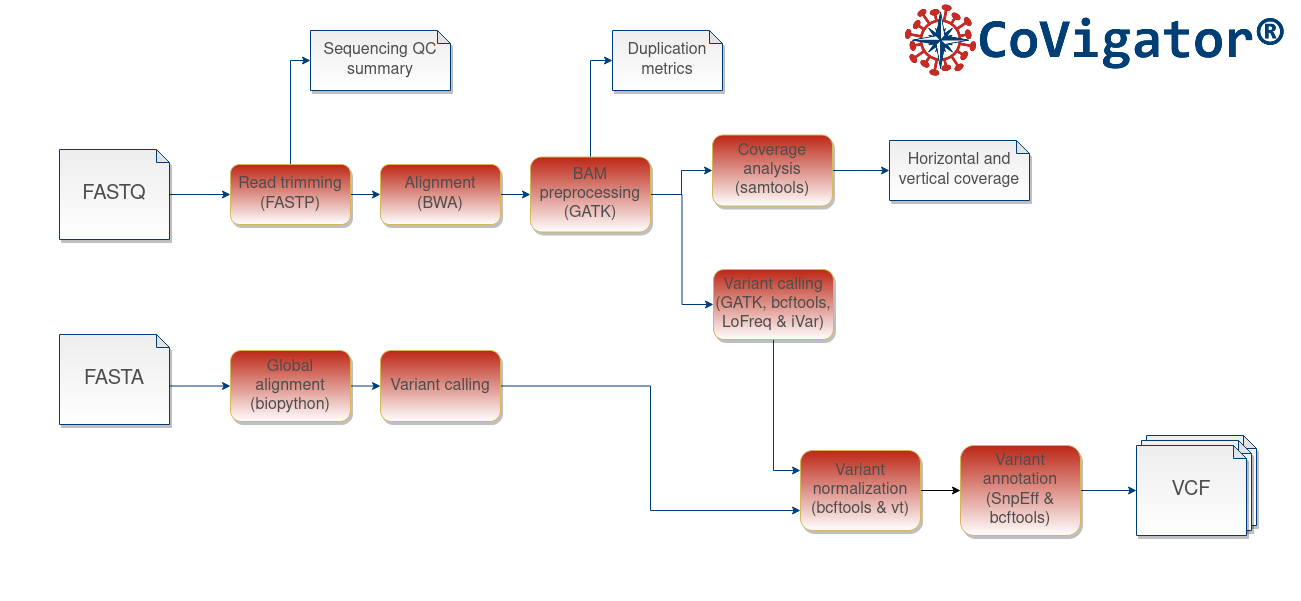 CoVigator®
Sequencing QC
summary
Duplication
metrics
FASTQ
Read trimming
(FASTP)
Alignment
(BWA)
BAM
preprocessing
(GATK)
Coverage
analysis
(samtools)
Horizontal and
vertical coverage
Variant calling
(GATK, bcftools,
LoFreq & iVar)
FASTA
Global
alignment
(biopython)
Variant calling
Variant
normalization
(bcftools & vt)
Variant
annotation
(SnpEff &
bcftools)
VCF